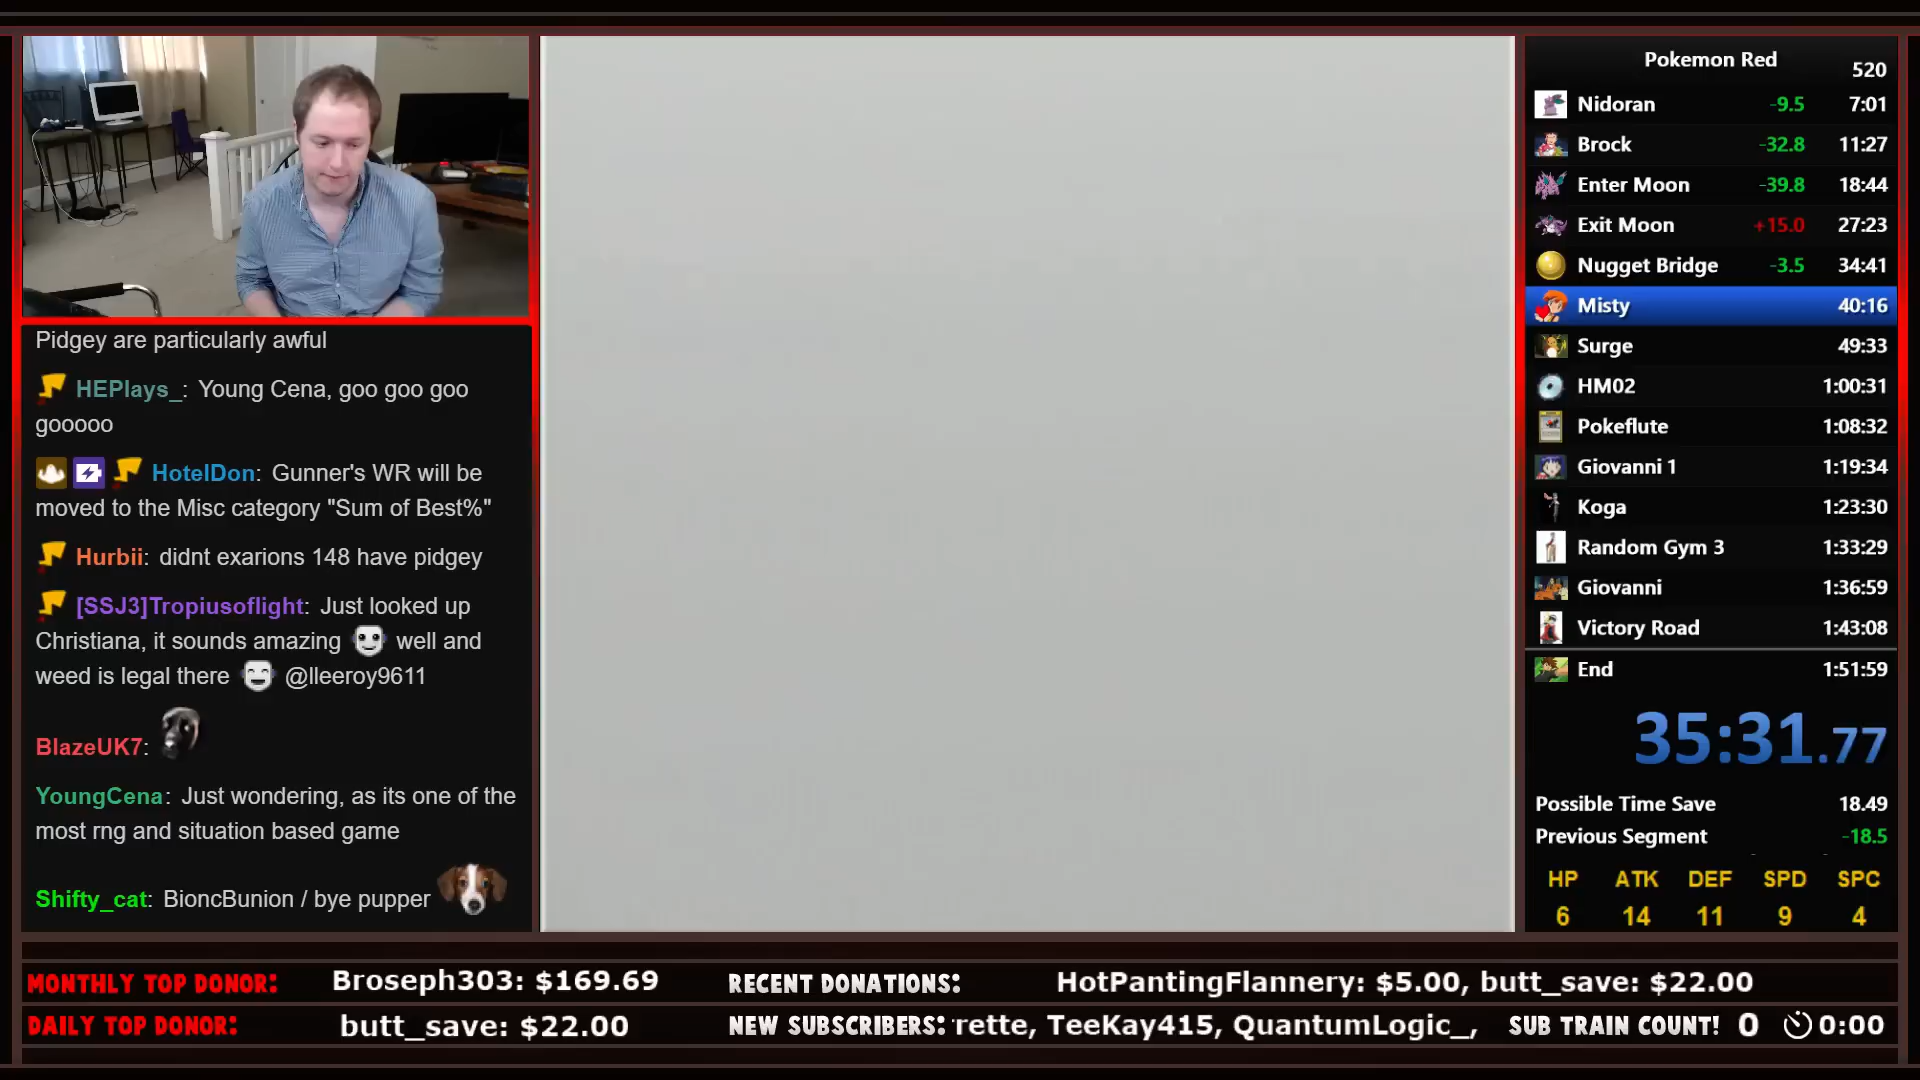 Pidgey are particularly awful
HEPlays_: Young Cena, goo goo goo
gooooo
HotelDon: Gunner's WR will be
moved to the Misc category "Sum of Best%"
Hurbii: didnt exarions 148 have pidgey
[SSJ3]Tropiusoflight: Just looked up
Christiana, it sounds amazing well and
weed is legal there @lleeroy9611
BlazeUK7:
YoungCena: Just wondering, as its one of the
most rng and situation based game
Shifty_cat: BioncBunion / bye pupper
Pokemon Red 520
Nidoran -9.5 7:01
Brock -32.8 11:27
Enter Moon -39.8 18:44
Exit Moon +15.0 27:23
Nugget Bridge -3.5 34:41
Misty 40:16
Surge 49:33
HM02 1:00:31
Pokeflute 1:08:32
Giovanni 1 1:19:34
Koga 1:23:30
Random Gym 3 1:33:29
Giovanni 1:36:59
Victory Road 1:43:08
End 1:51:59
35:31.77
Possible Time Save 18.49
Previous Segment -18.5
HP ATK DEF SPD SPC
6 14 11 9 4
MONTHLY TOP DONOR: Broseph303: $169.69 RECENT DONATIONS: HotPantingFlannery: $5.00, butt_save: $22.00
DAILY TOP DONOR: butt_save: $22.00 NEW SUBSCRIBERS: rette, TeeKay415, QuantumLogic_, SUB TRAIN COUNT! 0 0:00